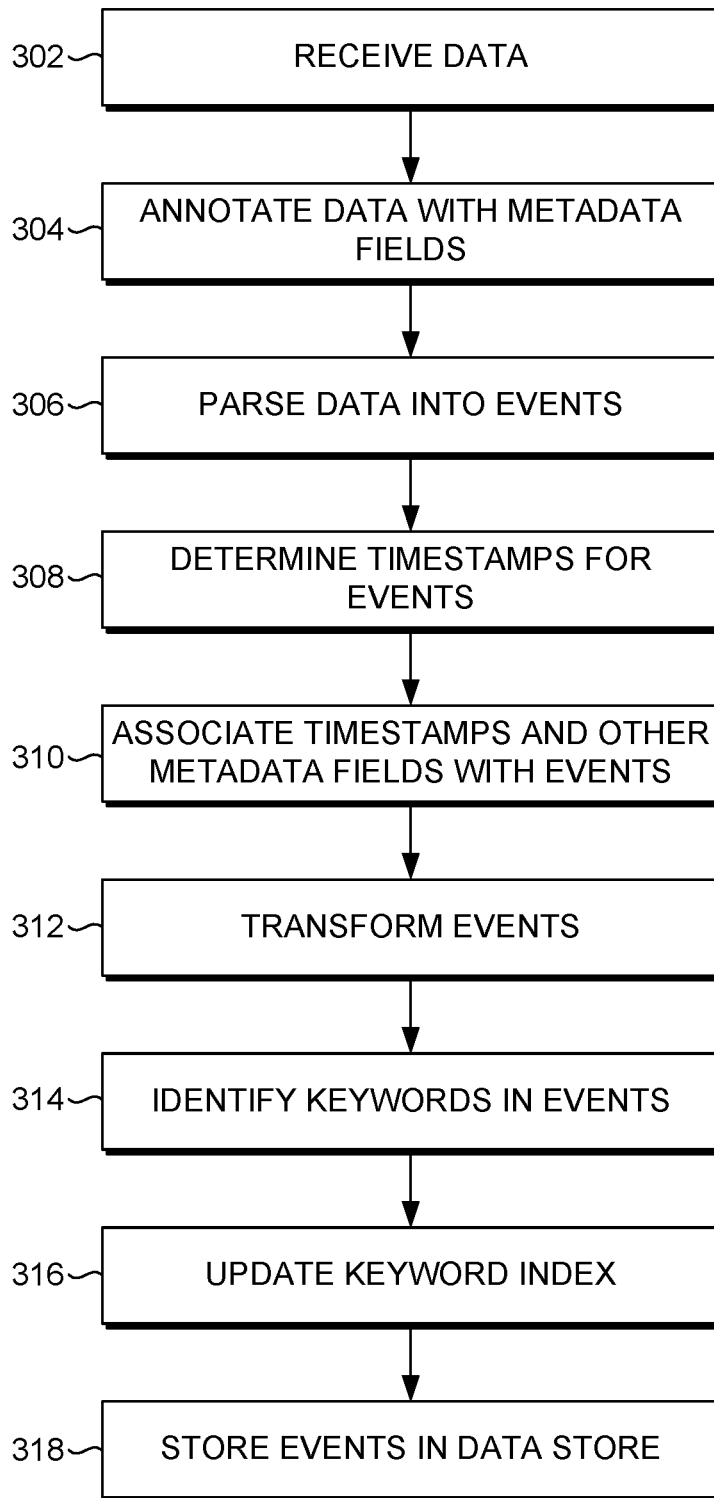 302
RECEIVE DATA
304
ANNOTATE DATA WITH METADATA
FIELDS
306
PARSE DATA INTO EVENTS
308
DETERMINE TIMESTAMPS FOR
EVENTS
310
ASSOCIATE TIMESTAMPS AND OTHER
METADATA FIELDS WITH EVENTS
312
TRANSFORM EVENTS
314
IDENTIFY KEYWORDS IN EVENTS
316
UPDATE KEYWORD INDEX
318
STORE EVENTS IN DATA STORE